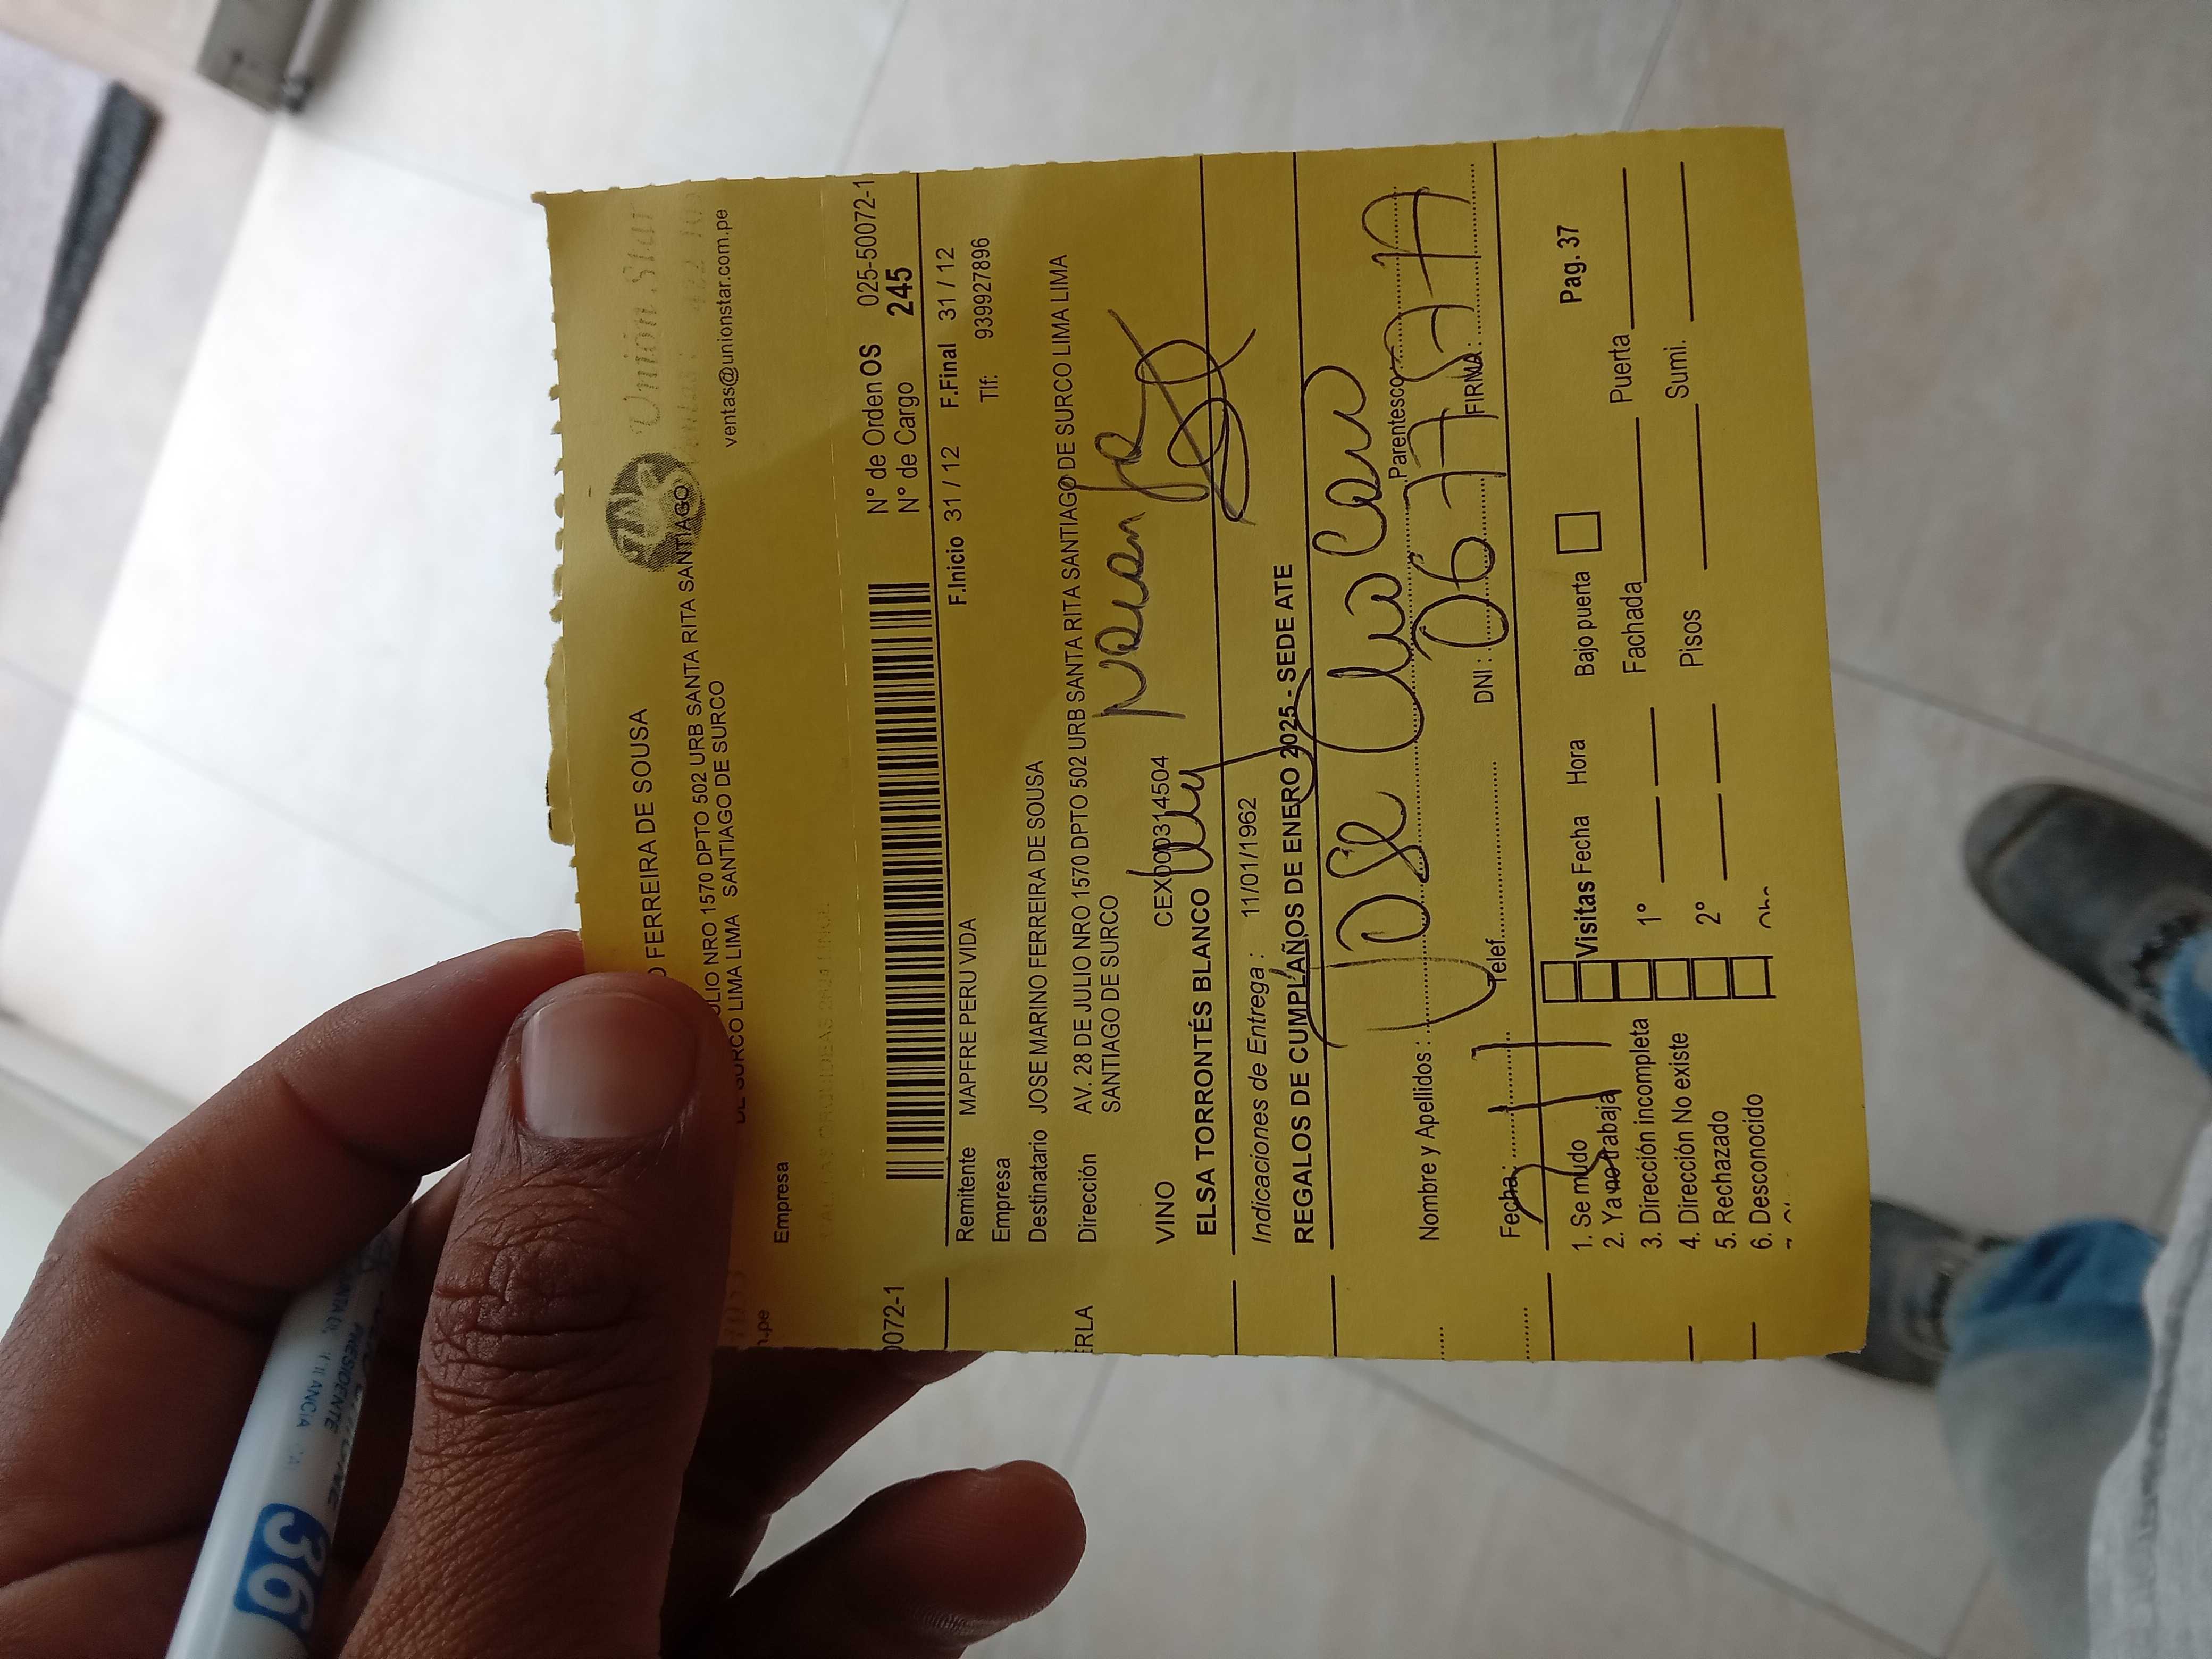 Unión Star
ventas@unionstar.com.pe
O FERREIRA DE SOUSA
JULIO NRO 1570 DPTO 502 URB SANTA RITA SANTIAGO
DE SURCO LIMA LIMA SANTIAGO DE SURCO
Empresa
N° de Orden OS 025-50072-1
N° de Cargo 245
0072-1
F.Inicio 31 / 12 F.Final 31 / 12
Remitente MAPFRE PERU VIDA
Tlf: 939927896
Empresa
Destinatario JOSE MARINO FERREIRA DE SOUSA
Dirección AV. 28 DE JULIO NRO 1570 DPTO 502 URB SANTA RITA SANTIAGO DE SURCO LIMA LIMA
SANTIAGO DE SURCO
ERLA
VINO CEX000314504
ELSA TORRONTÉS BLANCO
Indicaciones de Entrega : 11/01/1962
REGALOS DE CUMPLAÑOS DE ENERO 2025 - SEDE ATE
Nombre y Apellidos : JOSE
Parentesco
Fecha: Telef. DNI : FIRMA :
1. Se mudo
2. Ya no trabaja
3. Dirección incompleta
4. Dirección No existe
5. Rechazado
6. Desconocido
Visitas Fecha Hora Bajo puerta Pag. 37
1° Fachada Puerta
2° Pisos Sumi.
36